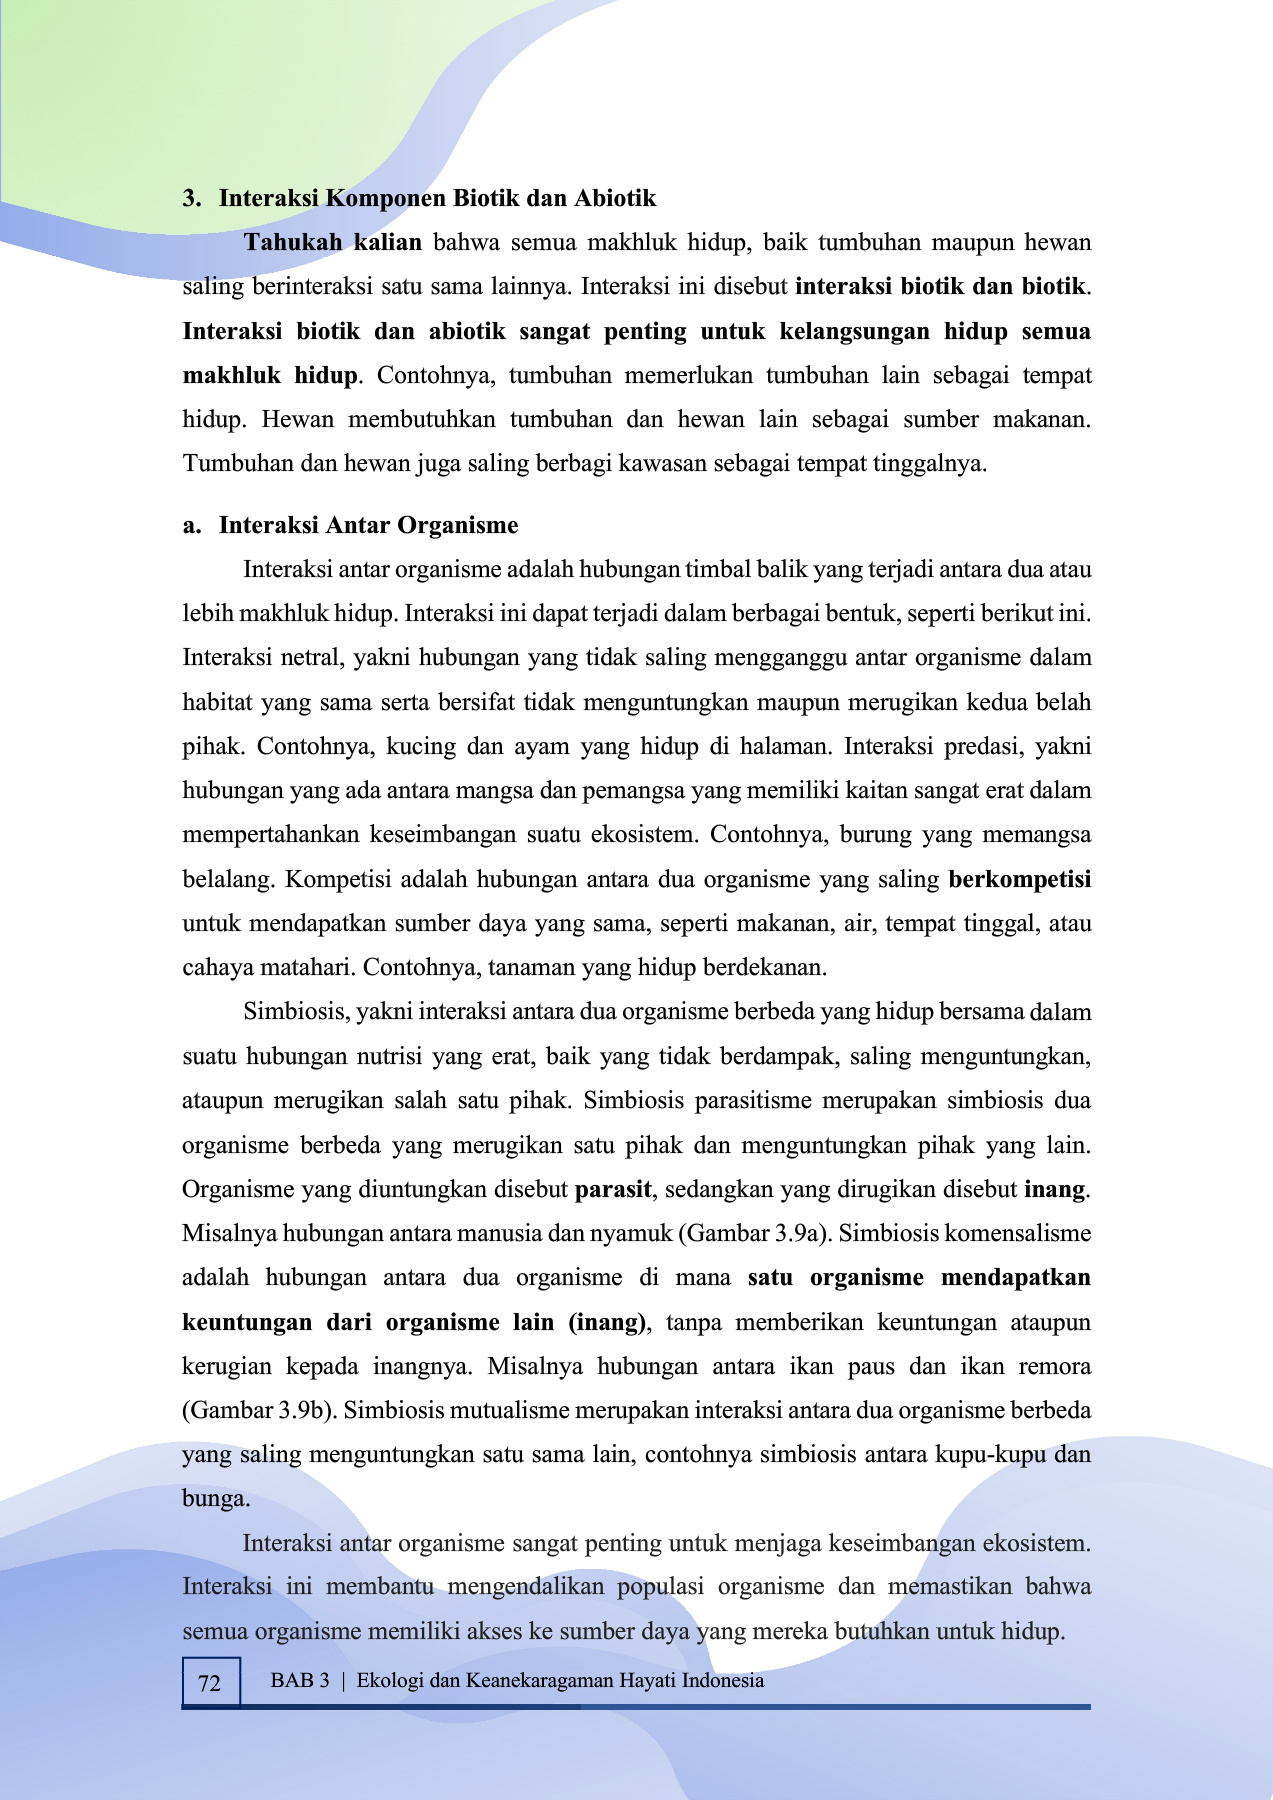 3. Interaksi Komponen Biotik dan Abiotik
Tahukah kalian bahwa semua makhluk hidup, baik tumbuhan maupun hewan
saling berinteraksi satu sama lainnya. Interaksi ini disebut interaksi biotik dan biotik.
Interaksi biotik dan abiotik sangat penting untuk kelangsungan hidup semua
makhluk hidup. Contohnya, tumbuhan memerlukan tumbuhan lain sebagai tempat
hidup. Hewan membutuhkan tumbuhan dan hewan lain sebagai sumber makanan.
Tumbuhan dan hewan juga saling berbagi kawasan sebagai tempat tinggalnya.
a. Interaksi Antar Organisme
Interaksi antar organisme adalah hubungan timbal balik yang terjadi antara dua atau
lebih makhluk hidup. Interaksi ini dapat terjadi dalam berbagai bentuk, seperti berikut ini.
Interaksi netral, yakni hubungan yang tidak saling mengganggu antar organisme dalam
habitat yang sama serta bersifat tidak menguntungkan maupun merugikan kedua belah
pihak. Contohnya, kucing dan ayam yang hidup di halaman. Interaksi predasi, yakni
hubungan yang ada antara mangsa dan pemangsa yang memiliki kaitan sangat erat dalam
mempertahankan keseimbangan suatu ekosistem. Contohnya, burung yang memangsa
belalang. Kompetisi adalah hubungan antara dua organisme yang saling berkompetisi
untuk mendapatkan sumber daya yang sama, seperti makanan, air, tempat tinggal, atau
cahaya matahari. Contohnya, tanaman yang hidup berdekanan.
Simbiosis, yakni interaksi antara dua organisme berbeda yang hidup bersama dalam
suatu hubungan nutrisi yang erat, baik yang tidak berdampak, saling menguntungkan,
ataupun merugikan salah satu pihak. Simbiosis parasitisme merupakan simbiosis dua
organisme berbeda yang merugikan satu pihak dan menguntungkan pihak yang lain.
Organisme yang diuntungkan disebut parasit, sedangkan yang dirugikan disebut inang.
Misalnya hubungan antara manusia dan nyamuk (Gambar 3.9a). Simbiosis komensalisme
adalah hubungan antara dua organisme di mana satu organisme mendapatkan
keuntungan dari organisme lain (inang), tanpa memberikan keuntungan ataupun
kerugian kepada inangnya. Misalnya hubungan antara ikan paus dan ikan remora
(Gambar 3.9b). Simbiosis mutualisme merupakan interaksi antara dua organisme berbeda
yang saling menguntungkan satu sama lain, contohnya simbiosis antara kupu-kupu dan
bunga.
Interaksi antar organisme sangat penting untuk menjaga keseimbangan ekosistem.
Interaksi ini membantu mengendalikan populasi organisme dan memastikan bahwa
semua organisme memiliki akses ke sumber daya yang mereka butuhkan untuk hidup.
72 BAB 3 | Ekologi dan Keanekaragaman Hayati Indonesia